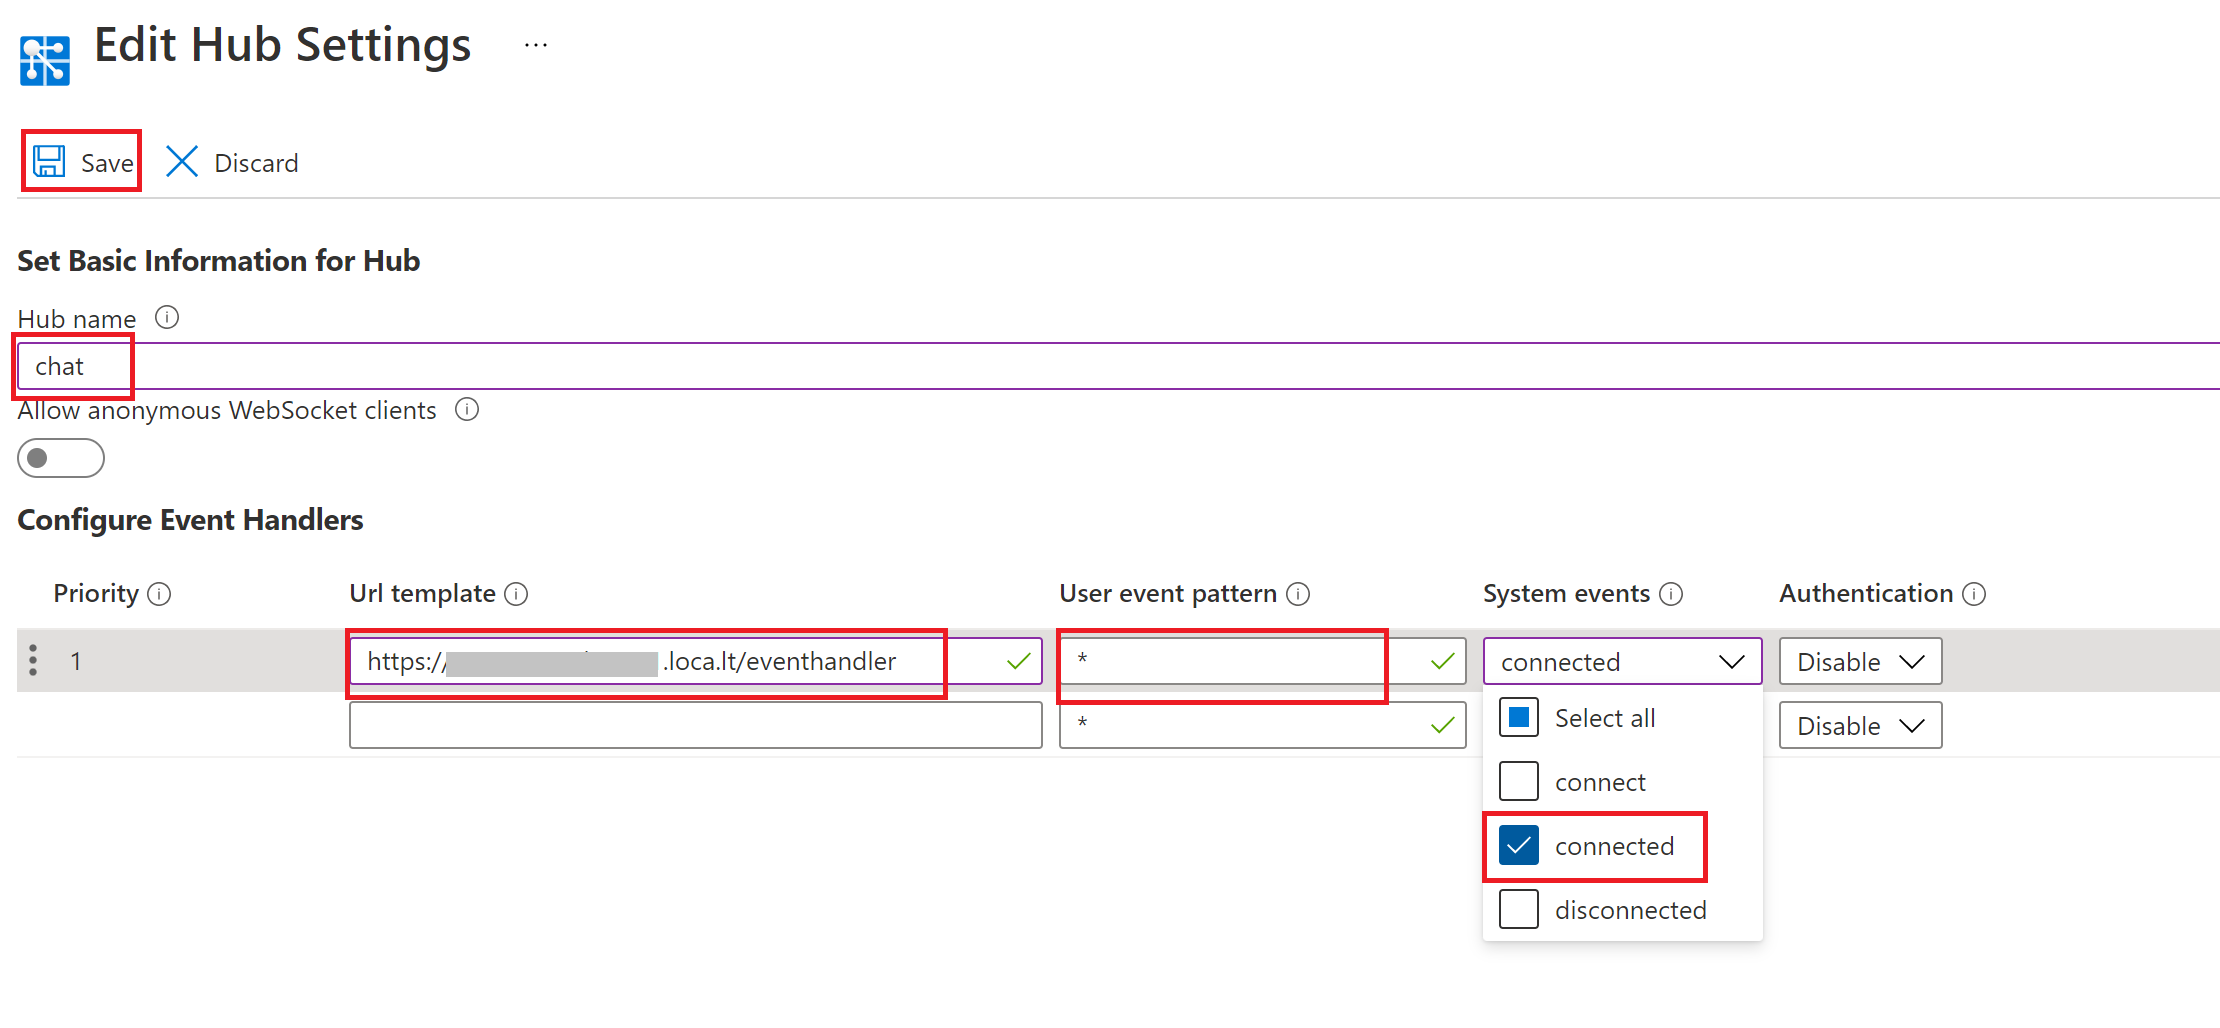 Edit Hub Settings ...
Save Discard
Set Basic Information for Hub
Hub name
chat
Allow anonymous WebSocket clients
Configure Event Handlers
Priority Url template User event pattern System events Authentication
1 https:// .loca.lt/eventhandler * connected Disable
* Select all Disable
connect
connected
disconnected